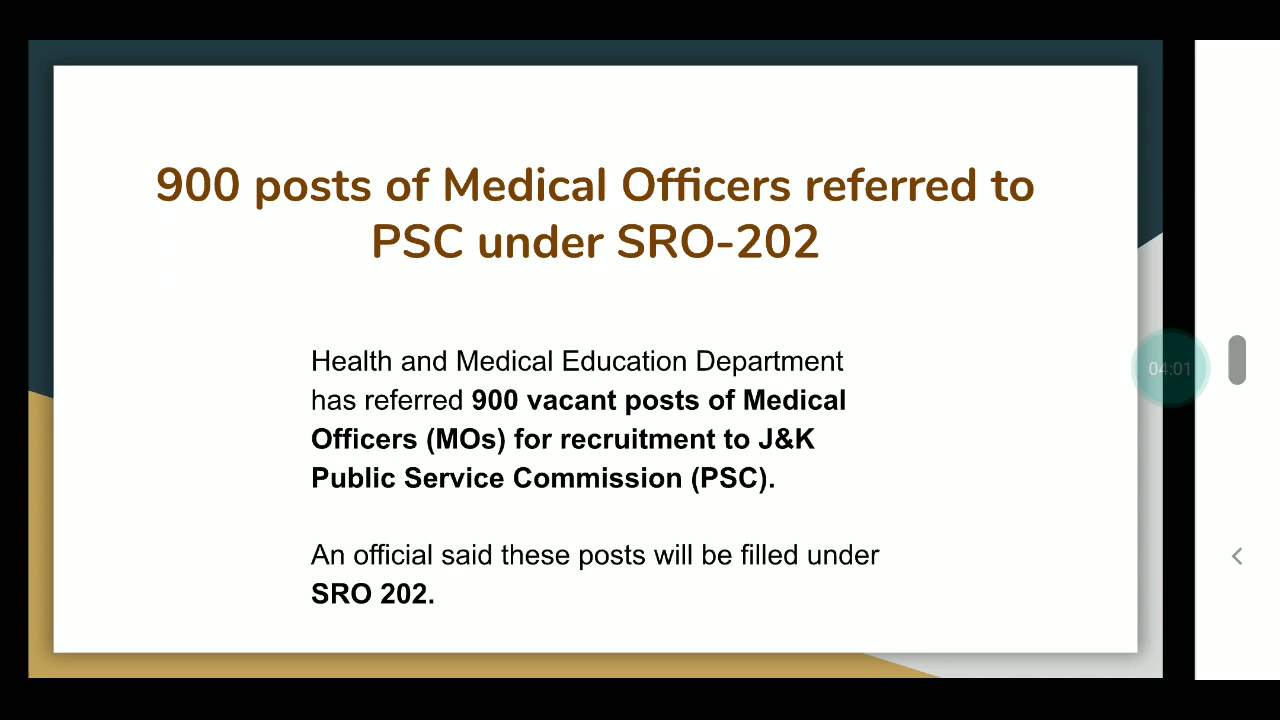 900 posts of Medical Officers referred to
PSC under SRO-202
Health and Medical Education Department
has referred 900 vacant posts of Medical
Officers (MOs) for recruitment to J&K
Public Service Commission (PSC).
An official said these posts will be filled under
SRO 202.
04:01